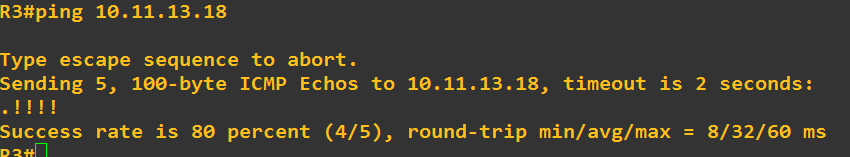 R3#ping 10.11.13.18
Type escape sequence to abort.
Sending 5, 100-byte ICMP Echos to 10.11.13.18, timeout is 2 seconds:
.!!!!
Success rate is 80 percent (4/5), round-trip min/avg/max = 8/32/60 ms
R3#